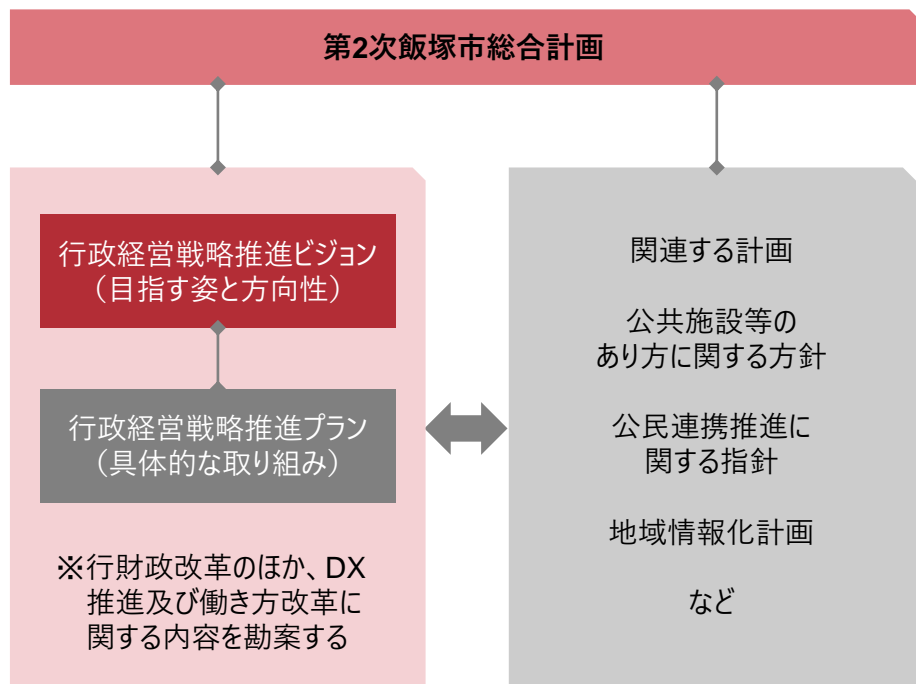 第2次飯塚市総合計画
行政経営戦略推進ビジョン
（目指す姿と方向性）
行政経営戦略推進プラン
（具体的な取り組み）
※行財政改革のほか、DX
推進及び働き方改革に
関する内容を勘案する
関連する計画
公共施設等の
あり方に関する方針
公民連携推進に
関する指針
地域情報化計画
など